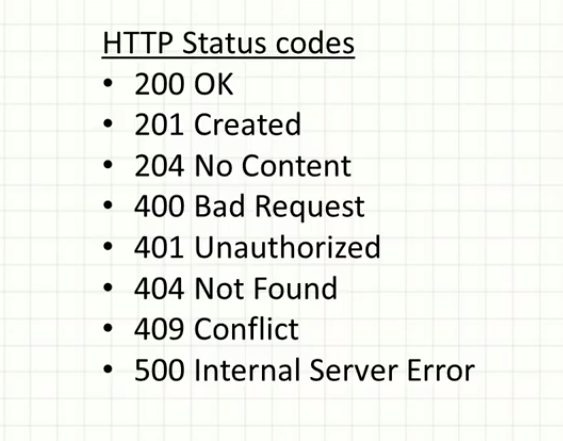 HTTP Status codes
• 200 OK
• 201 Created
• 204 No Content
• 400 Bad Request
• 401 Unauthorized
• 404 Not Found
• 409 Conflict
• 500 Internal Server Error